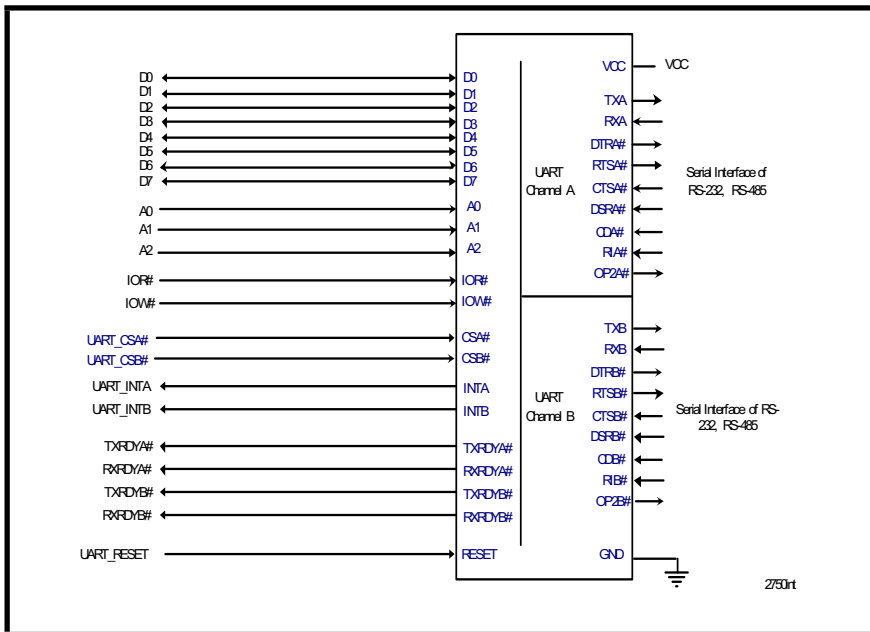 D0 D0 VCC VCC
D1 D1
D2 D2 TXA
D3 D3 RXA
D4 D4 DTRA#
D5 D5 RTSA#
D6 D6 UART Channel A Serial Interface of RS-232, RS-485
D7 D7 CTSA#
A0 A0 DSRA#
A1 A1 CDA#
A2 A2 RIA#
IOR# IOR# OP2A#
IOW# IOW#
UART_CSA# CSA# TXB
UART_CSB# CSB# RXB
UART_INTA INTA DTRB#
UART_INTB INTB RTSB#
UART Channel B CTSB# Serial Interface of RS-232, RS-485
TXRDYA# TXRDYA# DSRB#
RXRDYA# RXRDYA# CDB#
TXRDYB# TXRDYB# RIB#
RXRDYB# RXRDYB# OP2B#
UART_RESET RESET GND
2750int